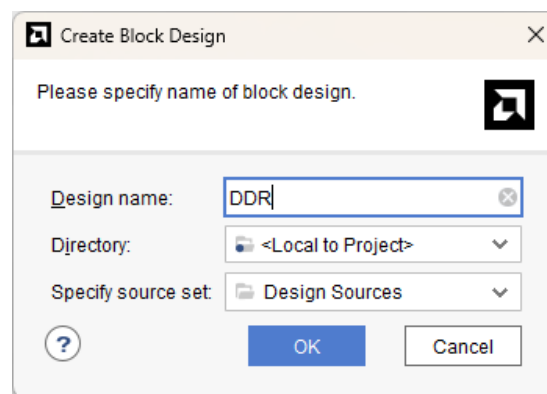 Create Block Design
Please specify name of block design.
Design name: DDR
Directory: <Local to Project>
Specify source set: Design Sources
? OK Cancel